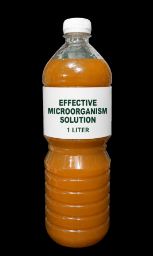 EFFECTIVE
MICROORGANISM
SOLUTION
1 LITER